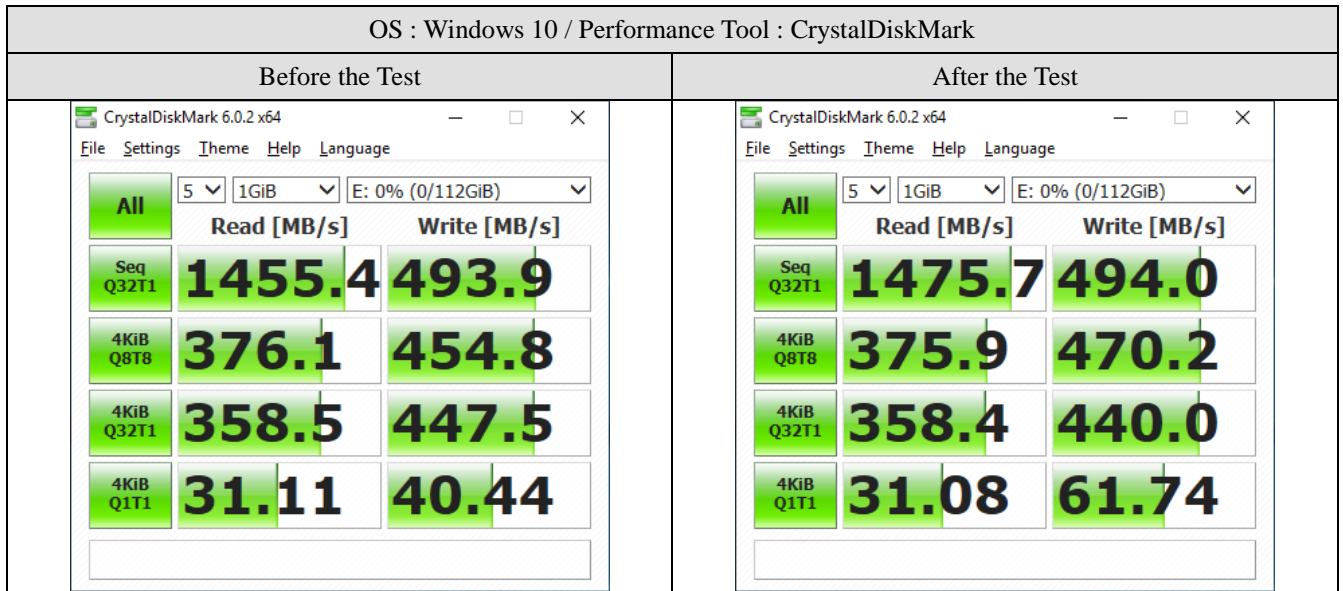 OS : Windows 10 / Performance Tool : CrystalDiskMark
Before the Test
After the Test
CrystalDiskMark 6.0.2 x64
File Settings Theme Help Language
All 5 1GiB E: 0% (0/112GiB)
Read [MB/s] Write [MB/s]
Seq
Q32T1
1455.4 493.9
4KiB
Q8T8
376.1 454.8
4KiB
Q32T1
358.5 447.5
4KiB
Q1T1
31.11 40.44
CrystalDiskMark 6.0.2 x64
File Settings Theme Help Language
All 5 1GiB E: 0% (0/112GiB)
Read [MB/s] Write [MB/s]
Seq
Q32T1
1475.7 494.0
4KiB
Q8T8
375.9 470.2
4KiB
Q32T1
358.4 440.0
4KiB
Q1T1
31.08 61.74